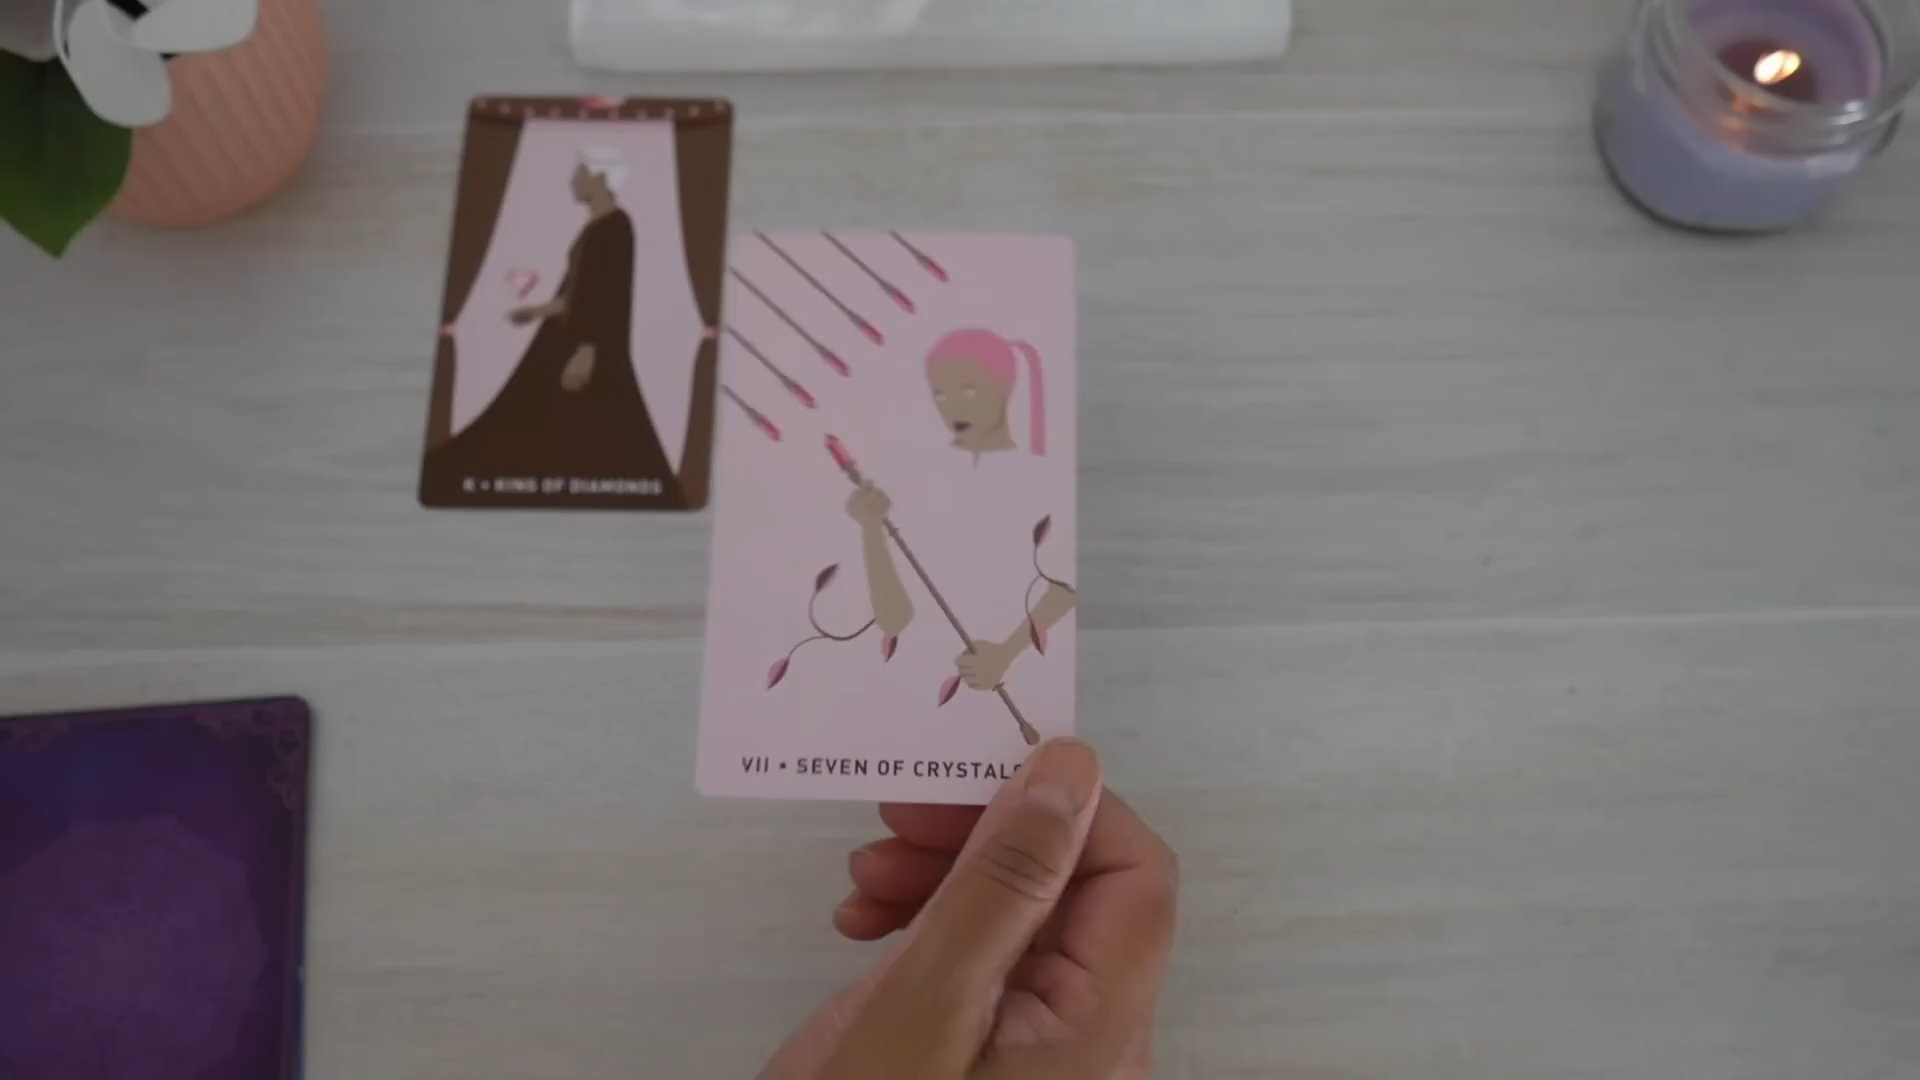 K • KING OF DIAMONDS
VII • SEVEN OF CRYSTALS